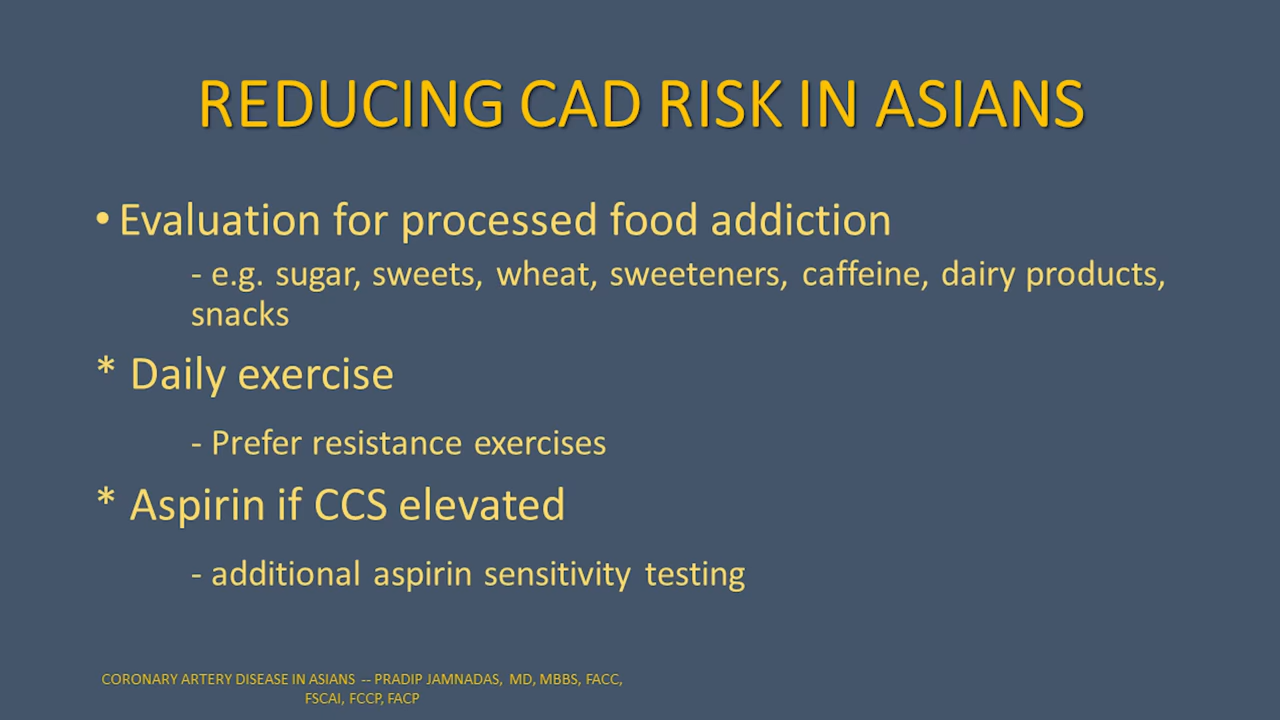 REDUCING CAD RISK IN ASIANS
• Evaluation for processed food addiction
- e.g. sugar, sweets, wheat, sweeteners, caffeine, dairy products,
snacks
* Daily exercise
- Prefer resistance exercises
* Aspirin if CCS elevated
- additional aspirin sensitivity testing
CORONARY ARTERY DISEASE IN ASIANS -- PRADIP JAMNADAS, MD, MBBS, FACC,
FSCAI, FCCP, FACP